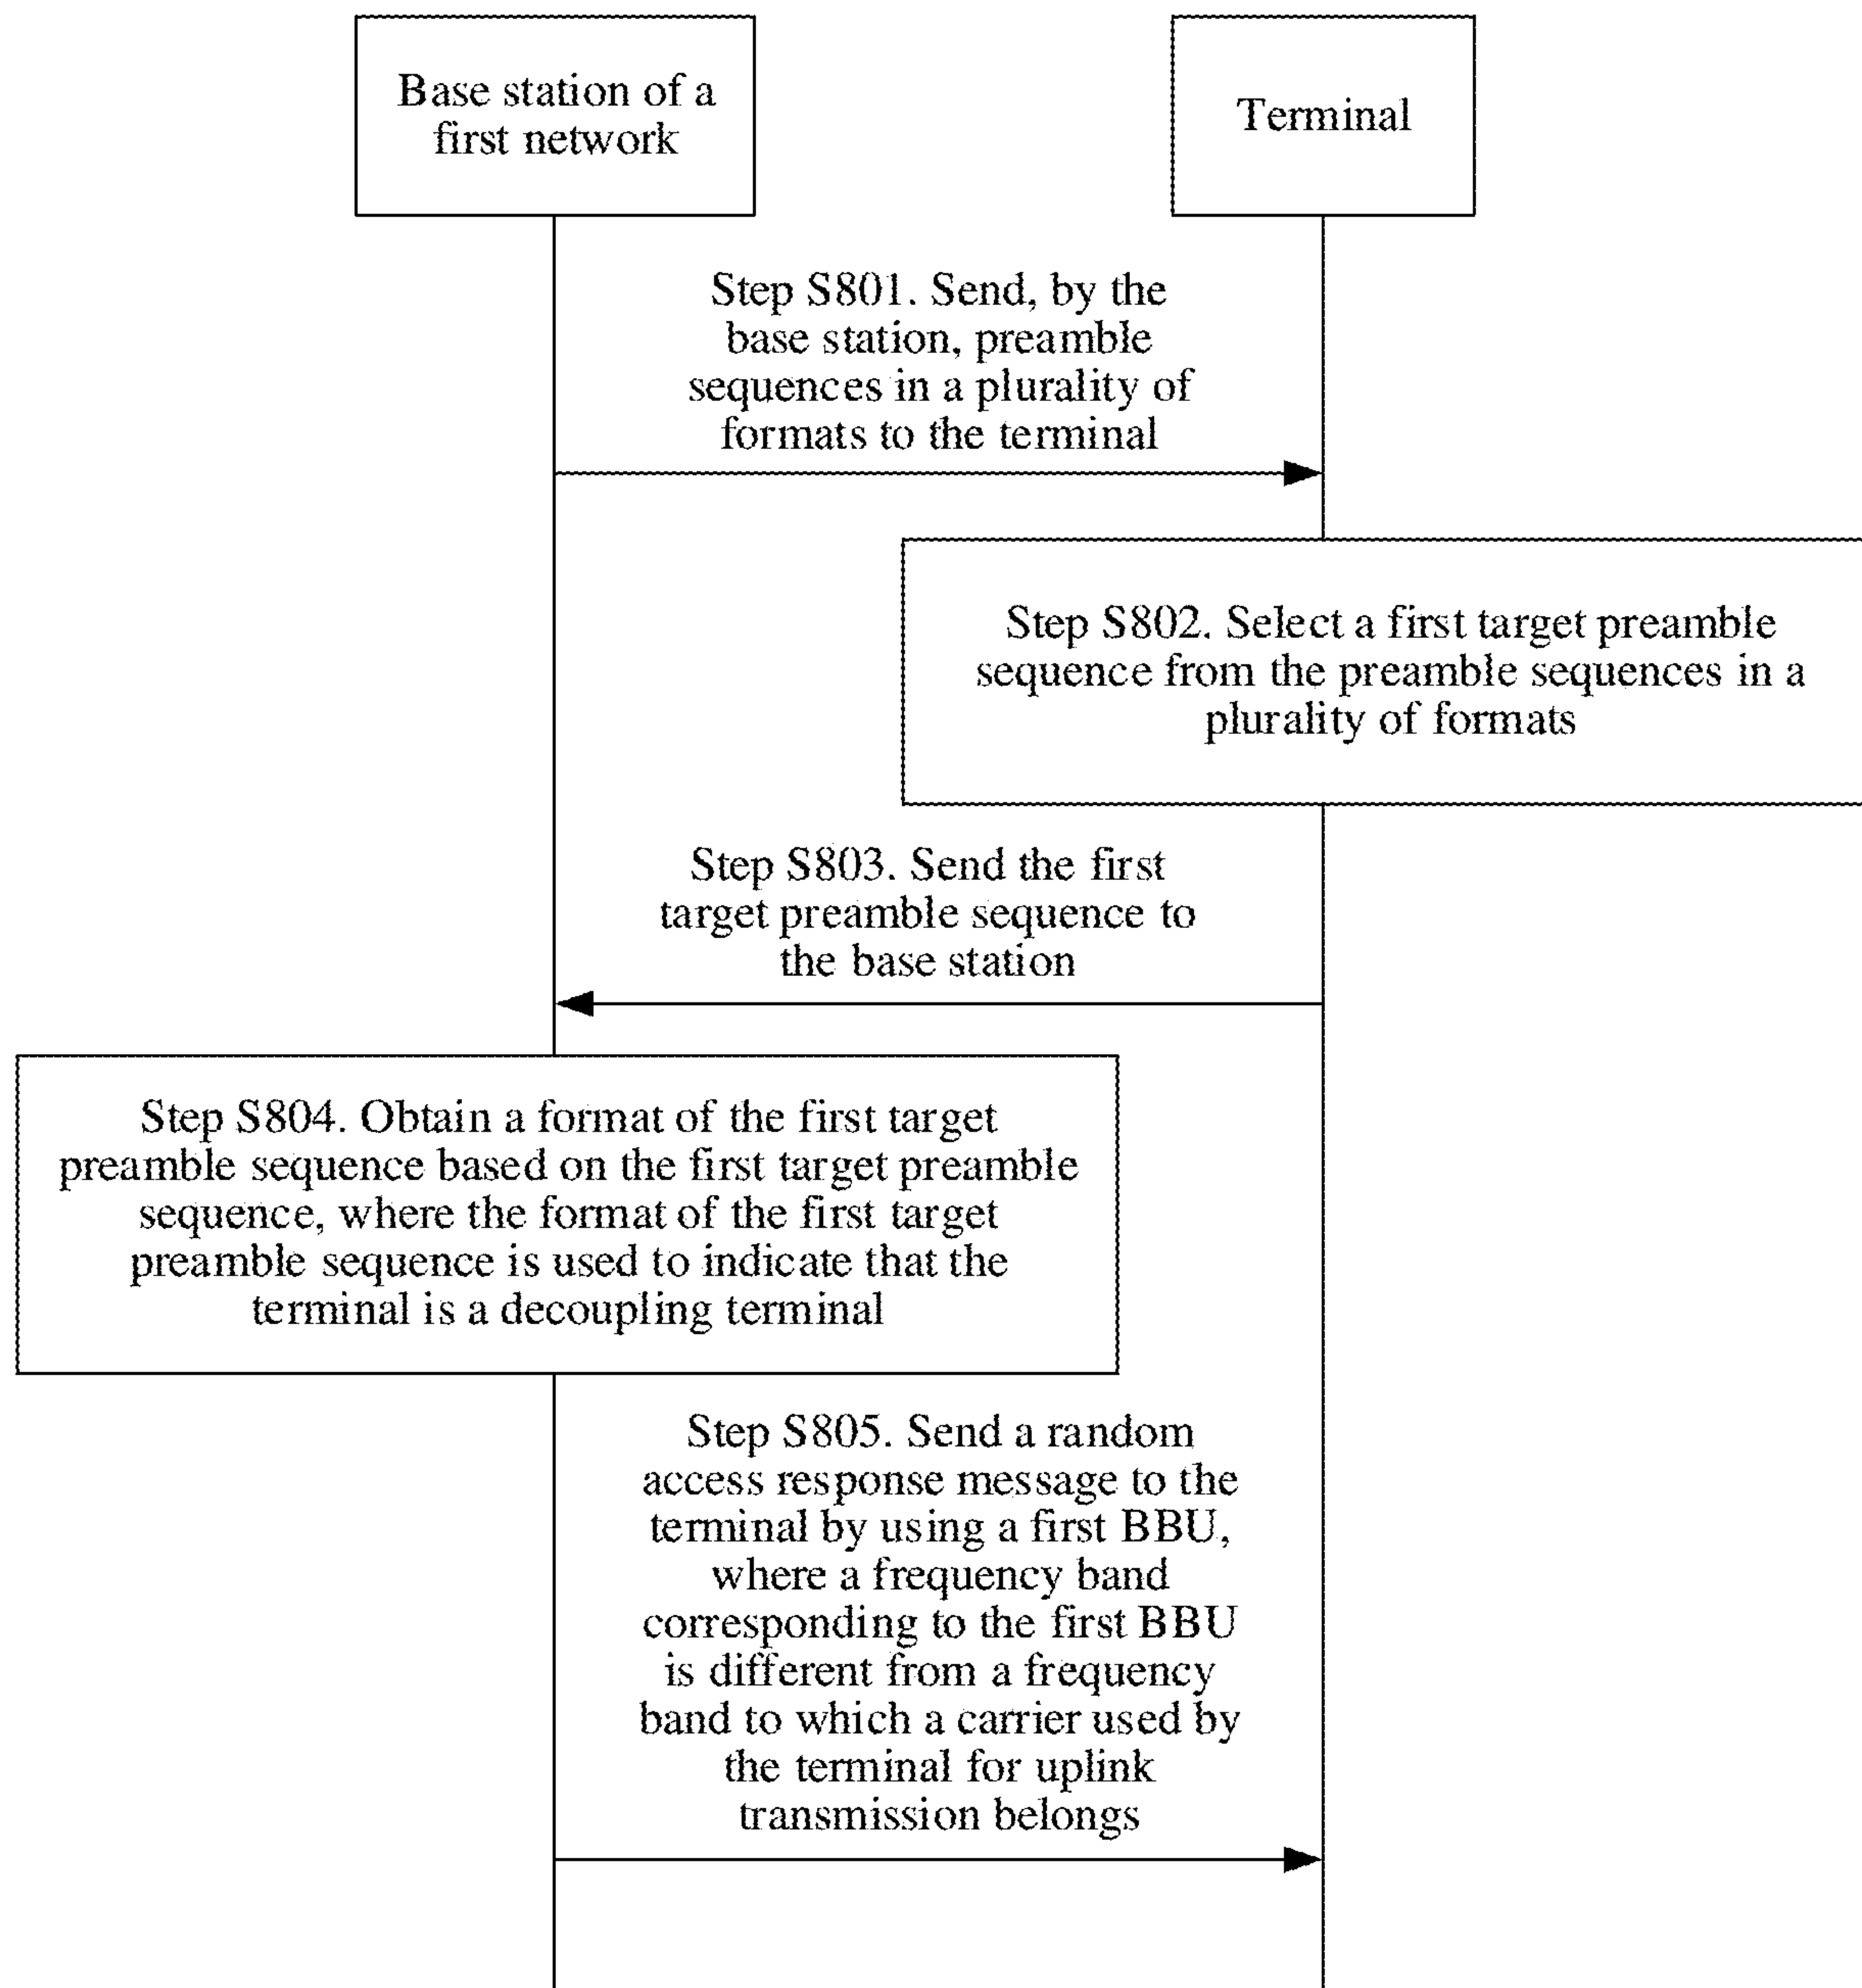 Base station of a
first network
Terminal
Step S801. Send, by the
base station, preamble
sequences in a plurality of
formats to the terminal
Step S802. Select a first target preamble
sequence from the preamble sequences in a
plurality of formats
Step S803. Send the first
target preamble sequence to
the base station
Step S804. Obtain a format of the first target
preamble sequence based on the first target preamble
sequence, where the format of the first target
preamble sequence is used to indicate that the
terminal is a decoupling terminal
Step S805. Send a random
access response message to the
terminal by using a first BBU,
where a frequency band
corresponding to the first BBU
is different from a frequency
band to which a carrier used by
the terminal for uplink
transmission belongs